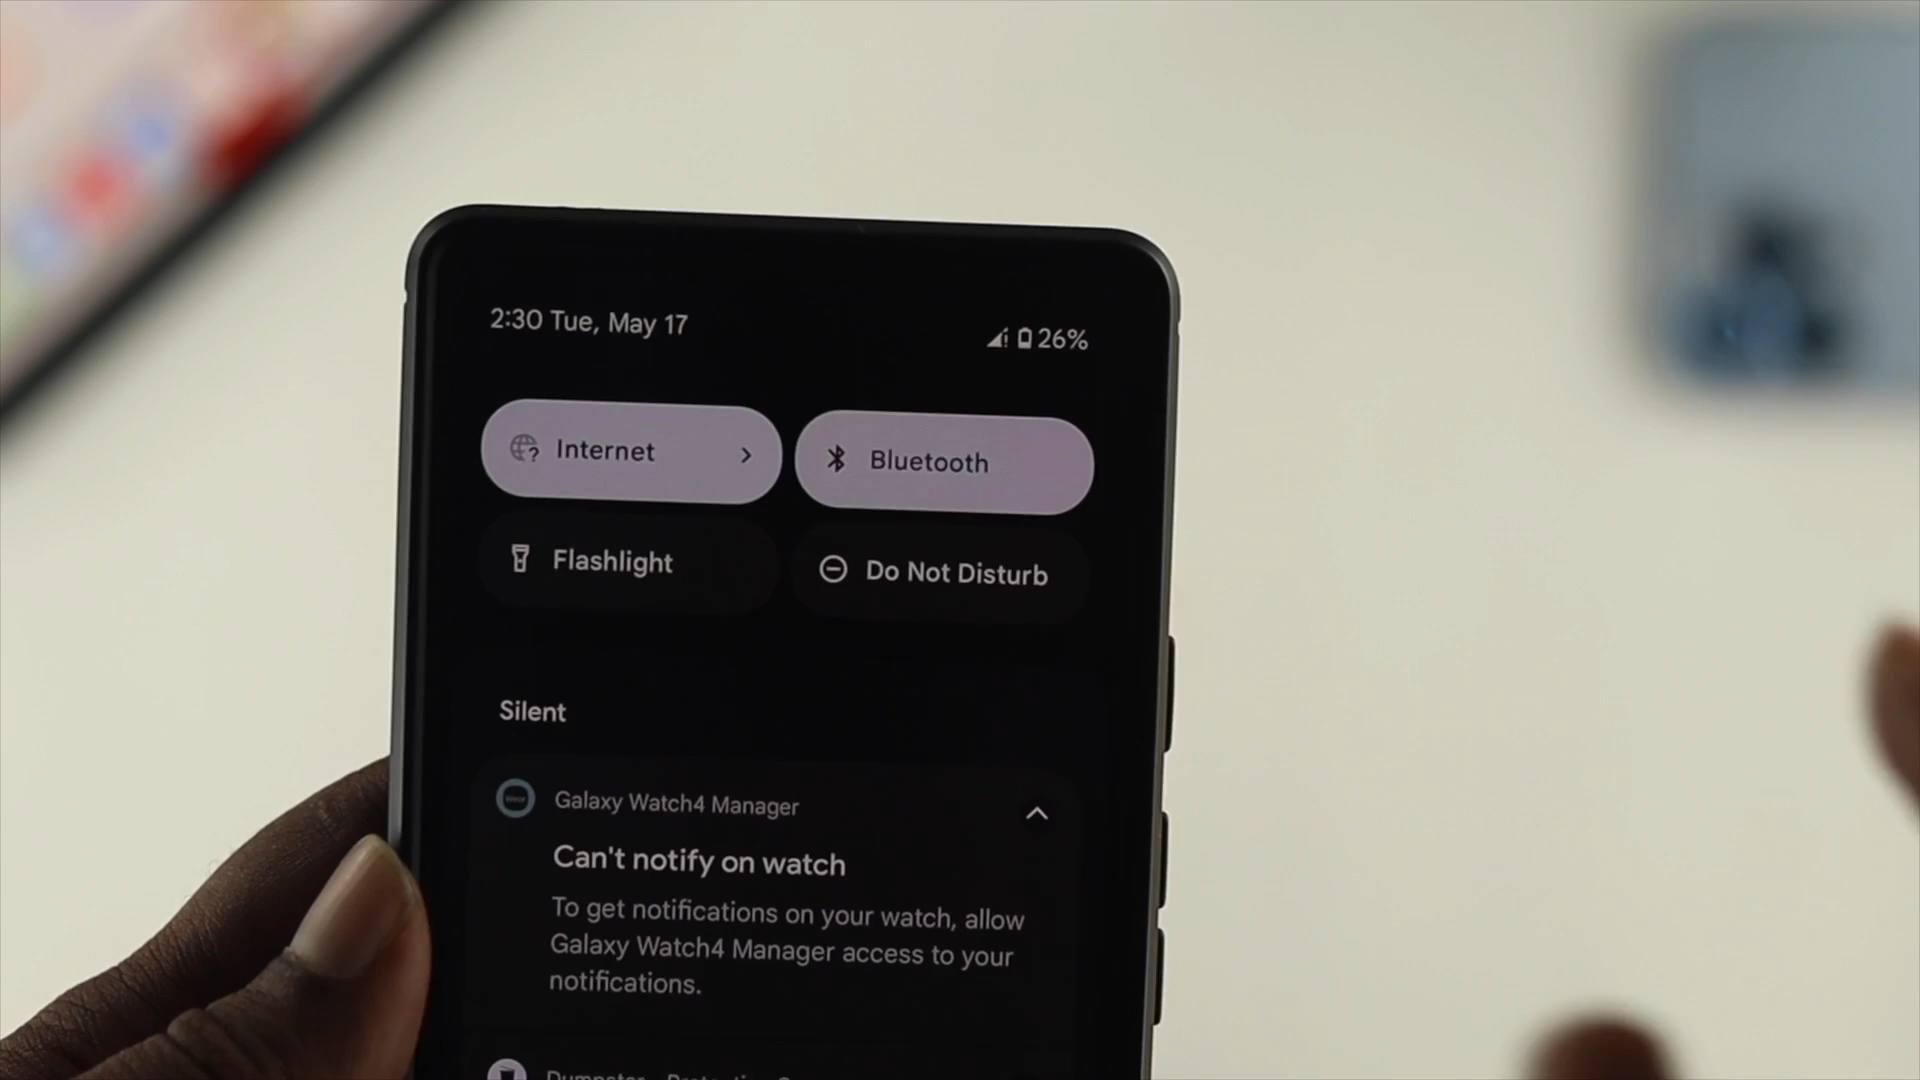 2:30 Tue, May 17
26%
Internet
Bluetooth
Flashlight
Do Not Disturb
Silent
Galaxy Watch4 Manager
Can't notify on watch
To get notifications on your watch, allow
Galaxy Watch4 Manager access to your
notifications.